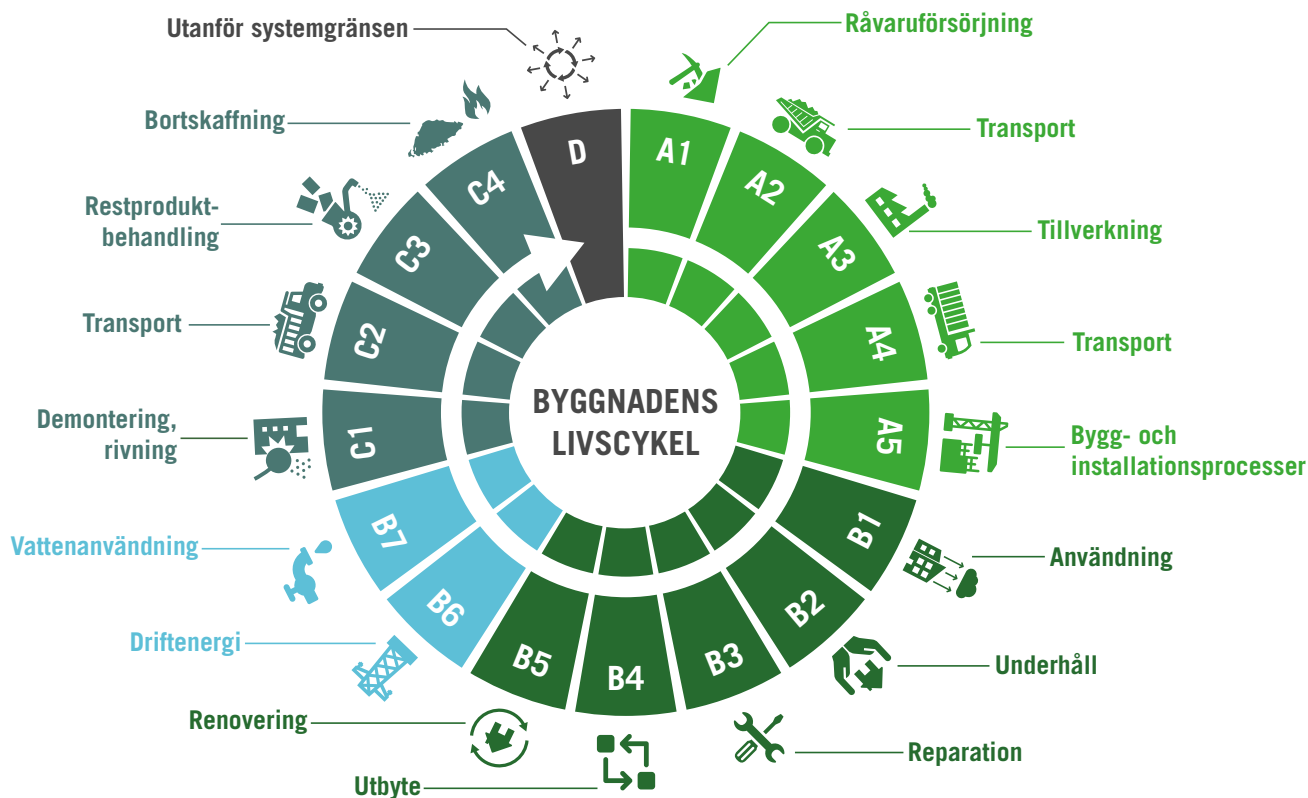 Utanför systemgränsen
Råvaruförsörjning
Bortskaffning
Transport
Restprodukt-
behandling
Tillverkning
Transport
Transport
Demontering,
rivning
Bygg- och
installationsprocesser
Vattenanvändning
Användning
Driftenergi
Underhåll
Renovering
Reparation
Utbyte
D
A1
A2
A3
A4
A5
B1
B2
B3
B4
B5
B6
B7
C1
C2
C3
C4
BYGGNADENS
LIVSCYKEL